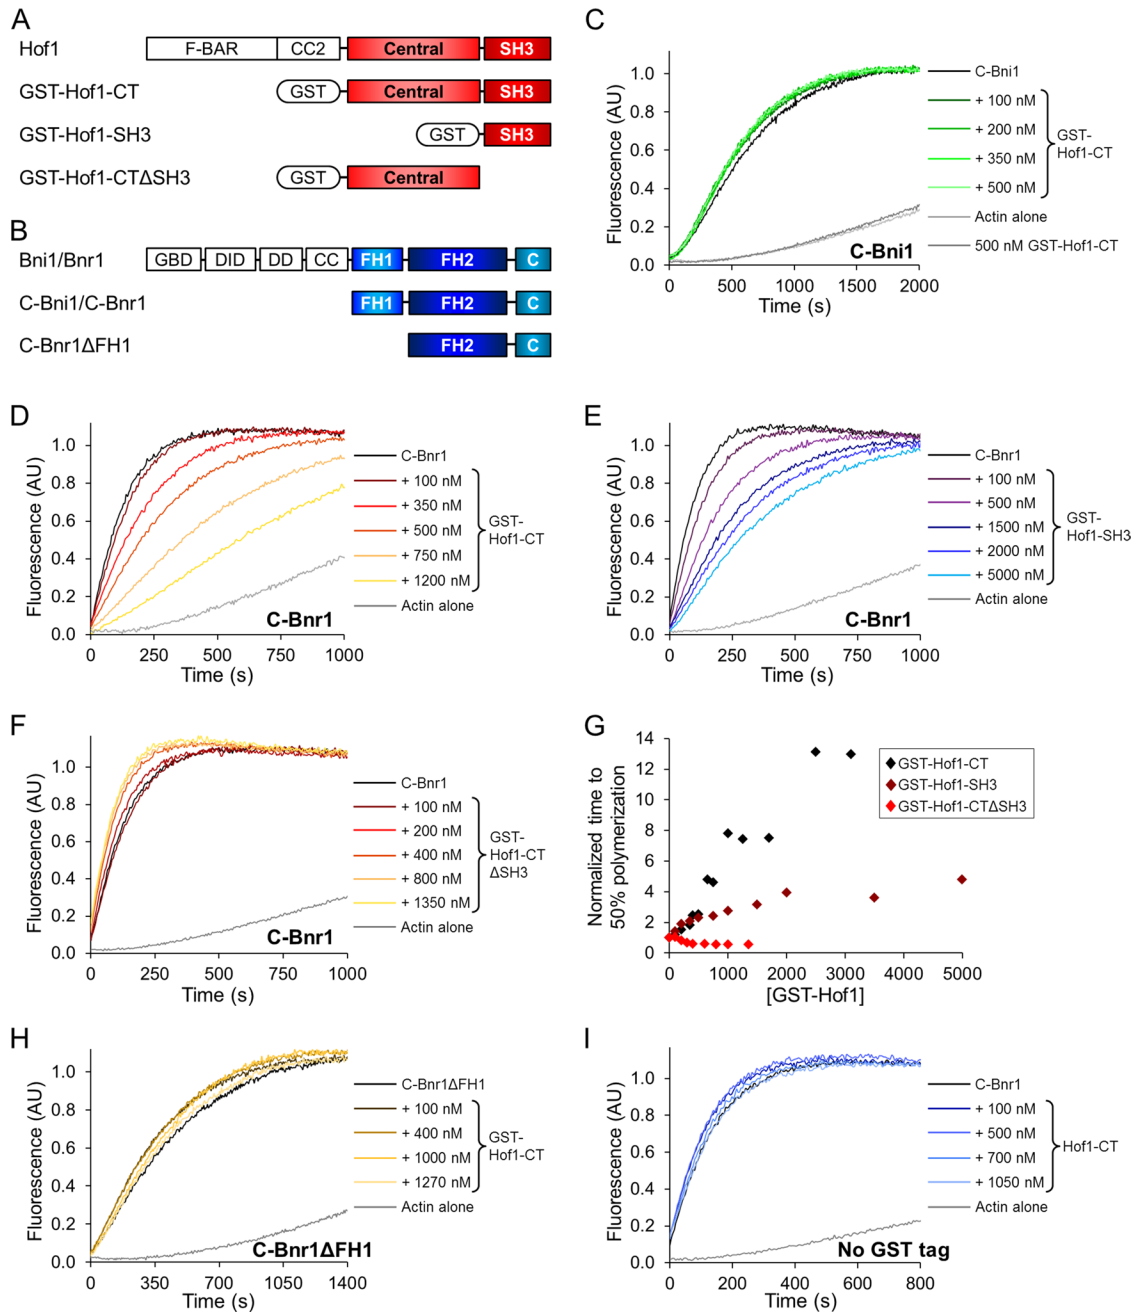 A
Hof1
F-BAR CC2 Central SH3
GST-Hof1-CT
GST Central SH3
GST-Hof1-SH3
GST SH3
GST-Hof1-CTΔSH3
GST Central
B
Bni1/Bnr1
GBD DID DD CC FH1 FH2 C
C-Bni1/C-Bnr1
FH1 FH2 C
C-Bnr1ΔFH1
FH2 C
C
Fluorescence (AU)
1.0
0.8
0.6
0.4
0.2
0.0
0 500 1000 1500 2000
Time (s)
C-Bni1
C-Bni1
+ 100 nM
+ 200 nM
+ 350 nM
+ 500 nM
GST-
Hof1-CT
Actin alone
500 nM GST-Hof1-CT
D
Fluorescence (AU)
1.0
0.8
0.6
0.4
0.2
0.0
0 250 500 750 1000
Time (s)
C-Bnr1
C-Bnr1
+ 100 nM
+ 350 nM
+ 500 nM
+ 750 nM
+ 1200 nM
GST-
Hof1-CT
Actin alone
E
Fluorescence (AU)
1.0
0.8
0.6
0.4
0.2
0.0
0 250 500 750 1000
Time (s)
C-Bnr1
C-Bnr1
+ 100 nM
+ 500 nM
+ 1500 nM
+ 2000 nM
+ 5000 nM
GST-
Hof1-SH3
Actin alone
F
Fluorescence (AU)
1.0
0.8
0.6
0.4
0.2
0.0
0 250 500 750 1000
Time (s)
C-Bnr1
C-Bnr1
+ 100 nM
+ 200 nM
+ 400 nM
+ 800 nM
+ 1350 nM
GST-
Hof1-CT
ΔSH3
Actin alone
G
Normalized time to
50% polymerization
14
12
10
8
6
4
2
0
0 1000 2000 3000 4000 5000
[GST-Hof1]
GST-Hof1-CT
GST-Hof1-SH3
GST-Hof1-CTΔSH3
H
Fluorescence (AU)
1.0
0.8
0.6
0.4
0.2
0.0
0 350 700 1050 1400
Time (s)
C-Bnr1ΔFH1
C-Bnr1ΔFH1
+ 100 nM
+ 400 nM
+ 1000 nM
+ 1270 nM
GST-
Hof1-CT
Actin alone
I
Fluorescence (AU)
1.0
0.8
0.6
0.4
0.2
0.0
0 200 400 600 800
Time (s)
No GST tag
C-Bnr1
+ 100 nM
+ 500 nM
+ 700 nM
+ 1050 nM
Hof1-CT
Actin alone